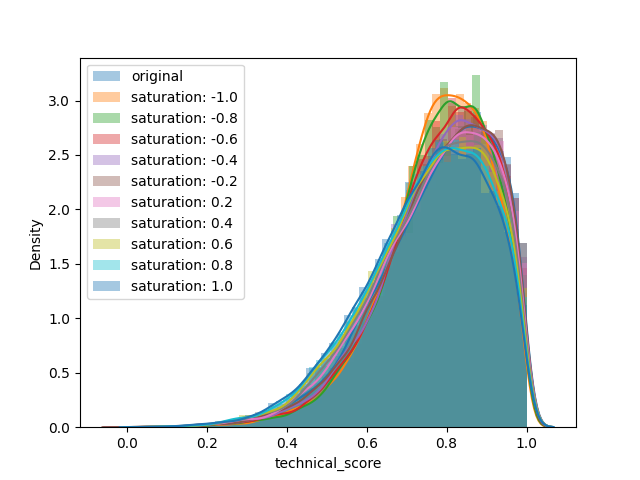 original
saturation: -1.0
saturation: -0.8
saturation: -0.6
saturation: -0.4
saturation: -0.2
saturation: 0.2
saturation: 0.4
saturation: 0.6
saturation: 0.8
saturation: 1.0
Density
3.0
2.5
2.0
1.5
1.0
0.5
0.0
0.0 0.2 0.4 0.6 0.8 1.0
technical_score